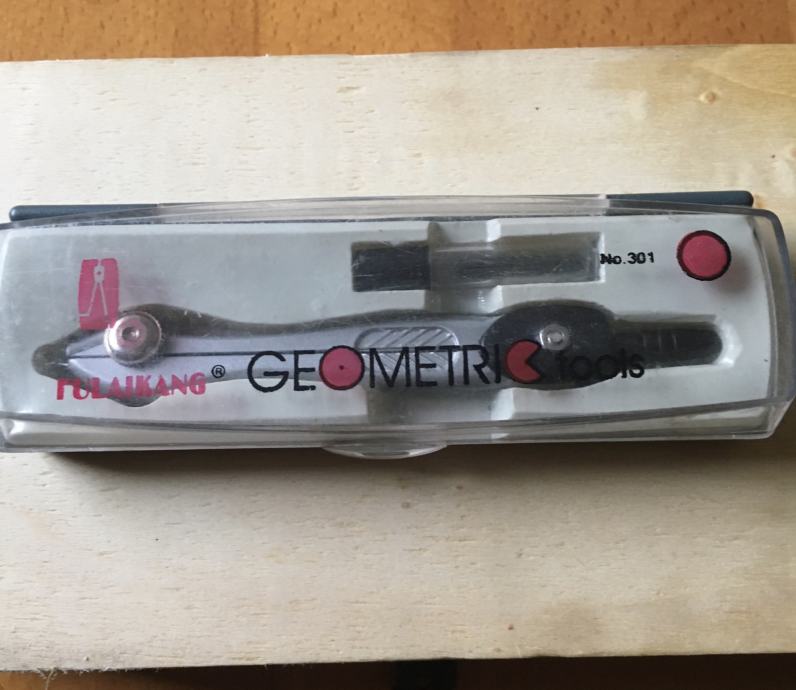 No.301
FULAIKANG® GEOMETRIC tools